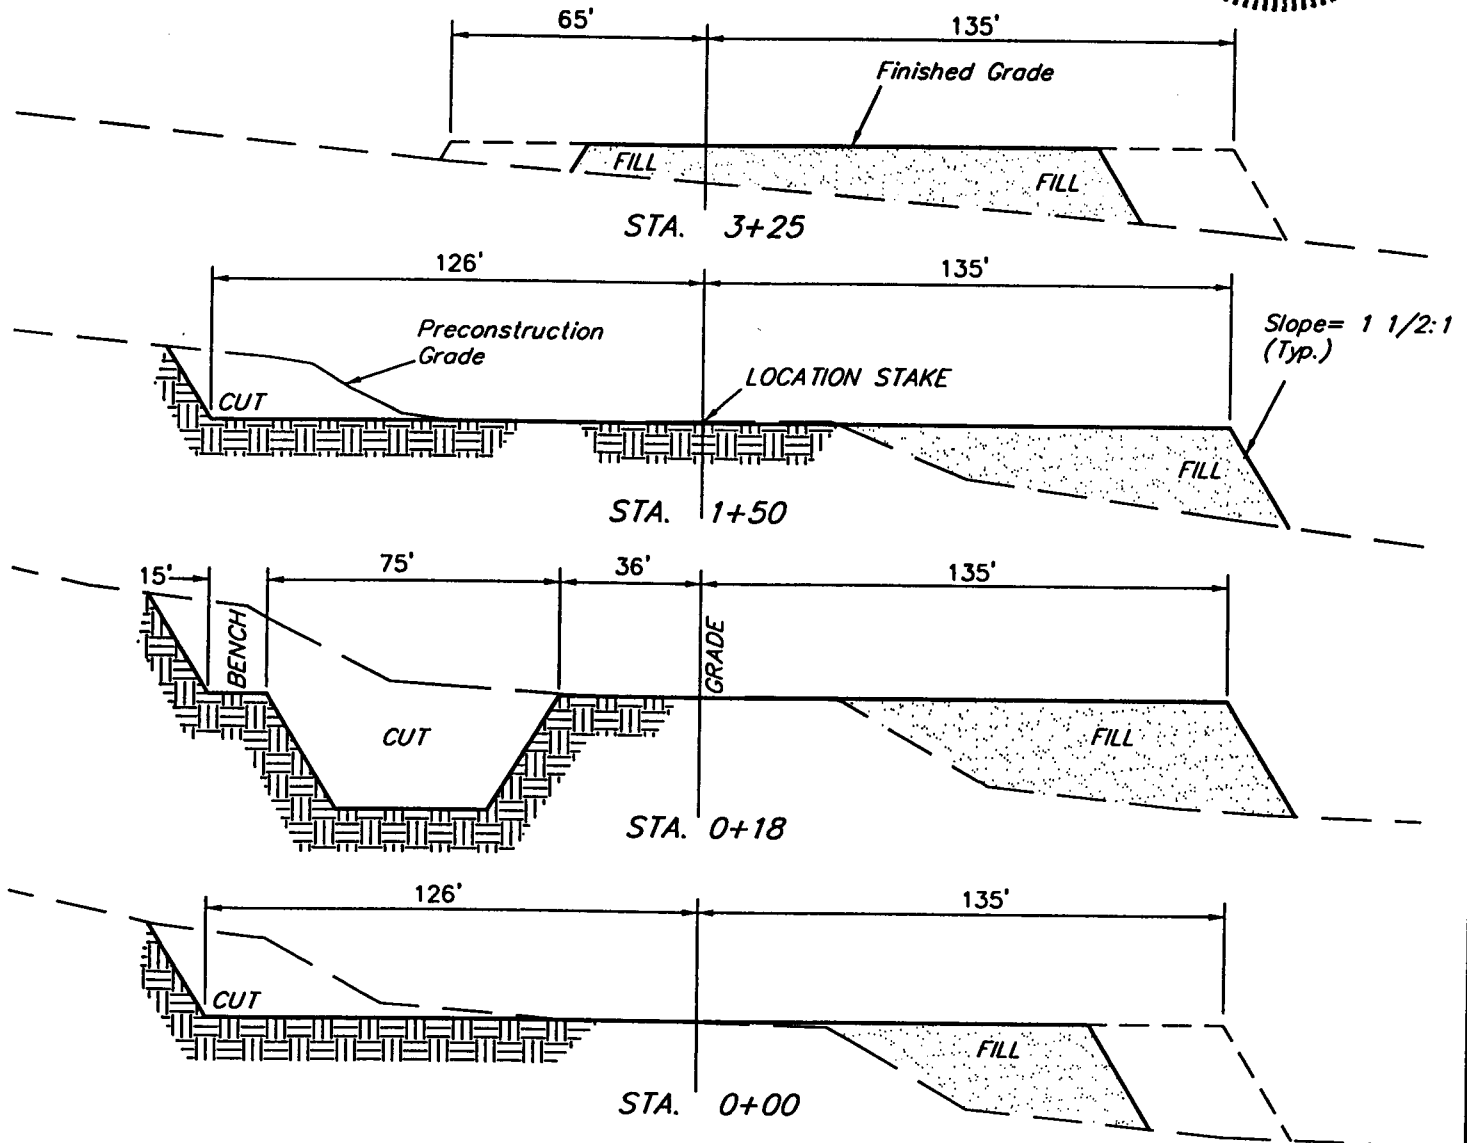 65' 135'
Finished Grade
FILL FILL
STA. 3+25
126' 135'
Preconstruction
Grade
Slope= 1 1/2:1
(Typ.)
CUT
LOCATION STAKE
FILL
STA. 1+50
15' 75' 36' 135'
BENCH
GRADE
CUT
FILL
STA. 0+18
126' 135'
CUT
FILL
STA. 0+00